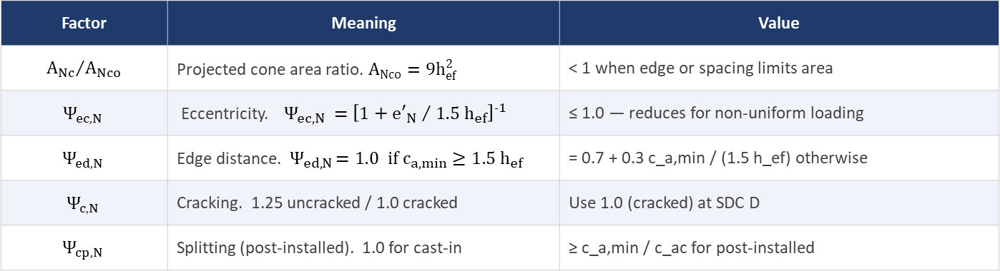 Factor Meaning Value
A_Nc/A_Nco Projected cone area ratio. A_Nco = 9h_ef^2 < 1 when edge or spacing limits area
Ψ_ec,N Eccentricity. Ψ_ec,N = [1 + e′_N / 1.5 h_ef]^-1 ≤ 1.0 — reduces for non-uniform loading
Ψ_ed,N Edge distance. Ψ_ed,N = 1.0 if c_a,min ≥ 1.5 h_ef = 0.7 + 0.3 c_a,min / (1.5 h_ef) otherwise
Ψ_c,N Cracking. 1.25 uncracked / 1.0 cracked Use 1.0 (cracked) at SDC D
Ψ_cp,N Splitting (post-installed). 1.0 for cast-in ≥ c_a,min / c_ac for post-installed